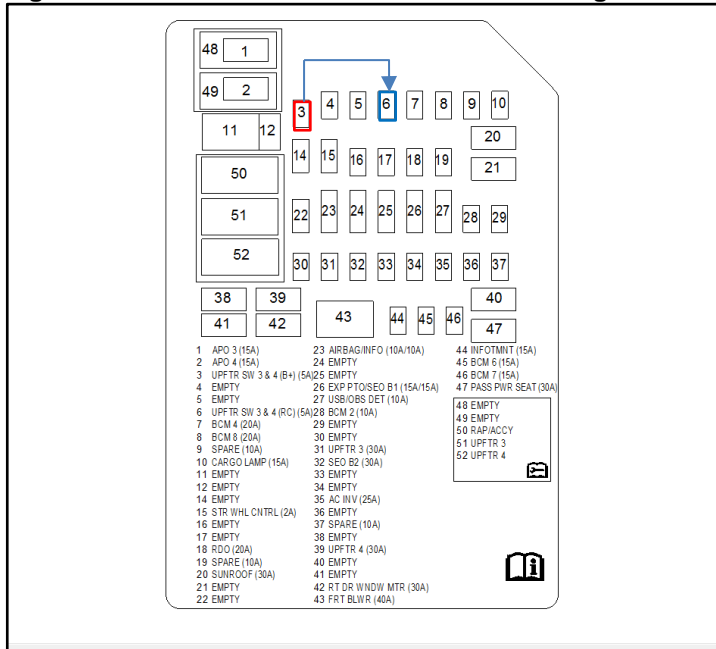 48 1
49 2
3 4 5 6 7 8 9 10
11 12 20
14 15 16 17 18 19 21
50
51 22 23 24 25 26 27 28 29
52 30 31 32 33 34 35 36 37
38 39 43 44 45 46 40
41 42 47
1 APO 3 (15A)
2 APO 4 (15A)
3 UPFTR SW 3 & 4 (B+) (5A)
4 EMPTY
5 EMPTY
6 UPFTR SW 3 & 4 (RC) (5A)
7 BCM 4 (20A)
8 BCM 8 (20A)
9 SPARE (10A)
10 CARGO LAMP (15A)
11 EMPTY
12 EMPTY
14 EMPTY
15 STR WHL CNTRL (2A)
16 EMPTY
17 EMPTY
18 RDO (20A)
19 SPARE (10A)
20 SUNROOF (30A)
21 EMPTY
22 EMPTY
23 AIRBAG/INFO (10A/10A)
24 EMPTY
25 EMPTY
26 EXP PTO/SEO B1 (15A/15A)
27 USB/OBS DET (10A)
28 BCM 2 (10A)
29 EMPTY
30 EMPTY
31 UPFTR 3 (30A)
32 SEO B2 (30A)
33 EMPTY
34 EMPTY
35 AC INV (25A)
36 EMPTY
37 SPARE (10A)
38 EMPTY
39 UPFTR 4 (30A)
40 EMPTY
41 EMPTY
42 RT DR WNDW MTR (30A)
43 FRT BLWR (40A)
44 INFOTMNT (15A)
45 BCM 6 (15A)
46 BCM 7 (15A)
47 PASS PWR SEAT (30A)
48 EMPTY
49 EMPTY
50 RAP/ACCY
51 UPFTR 3
52 UPFTR 4
i